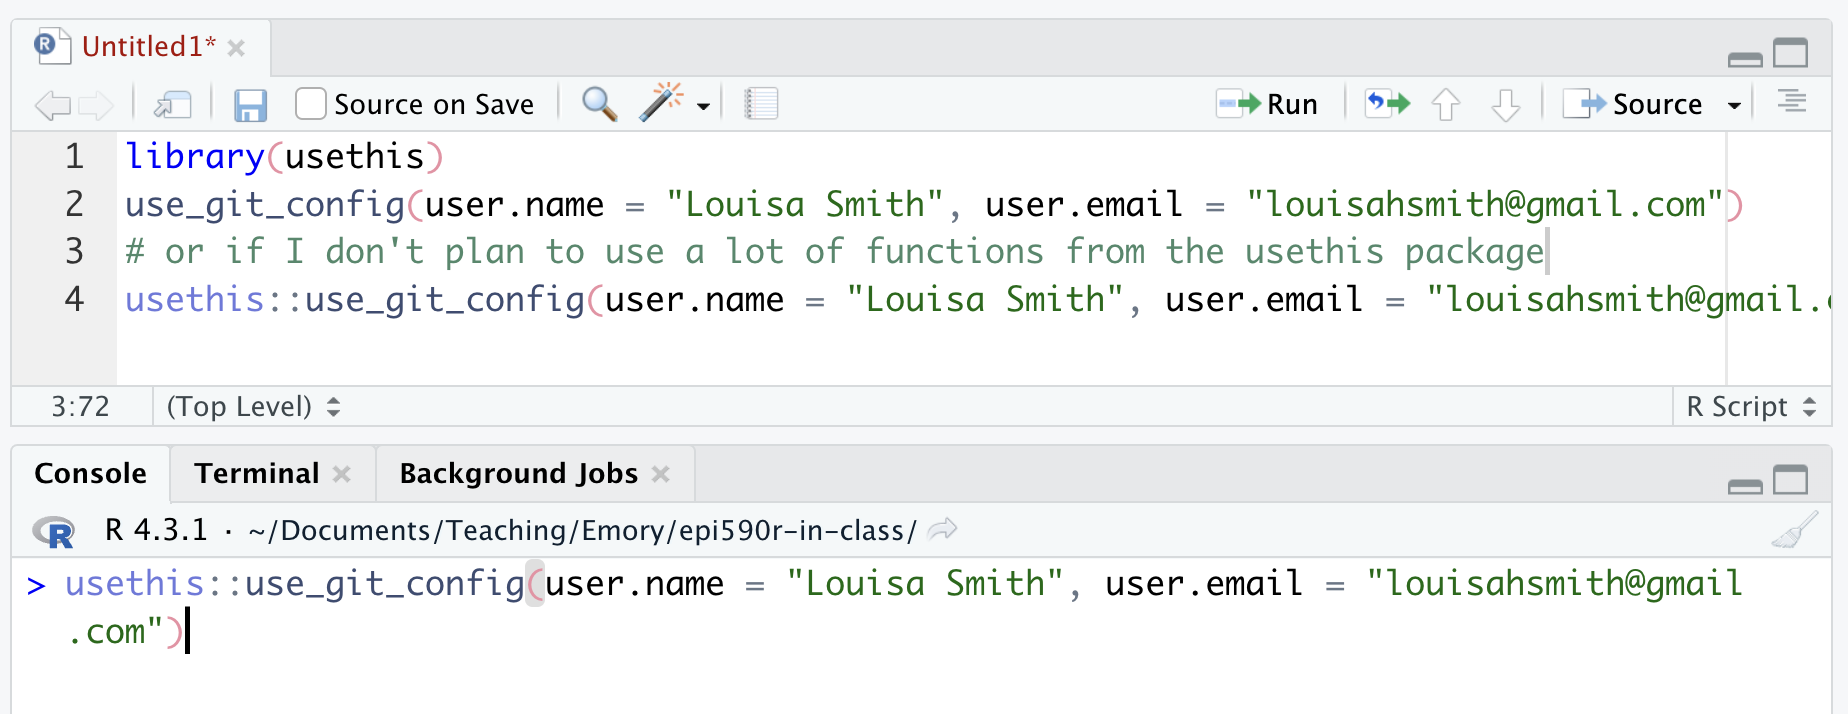 Untitled1*
Source on Save
Run
Source
1 library(usethis)
2 use_git_config(user.name = "Louisa Smith", user.email = "louisahsmith@gmail.com")
3 # or if I don't plan to use a lot of functions from the usethis package
4 usethis::use_git_config(user.name = "Louisa Smith", user.email = "louisahsmith@gmail.
3:72 (Top Level) R Script
Console Terminal Background Jobs
R 4.3.1 · ~/Documents/Teaching/Emory/epi590r-in-class/
> usethis::use_git_config(user.name = "Louisa Smith", user.email = "louisahsmith@gmail
.com")